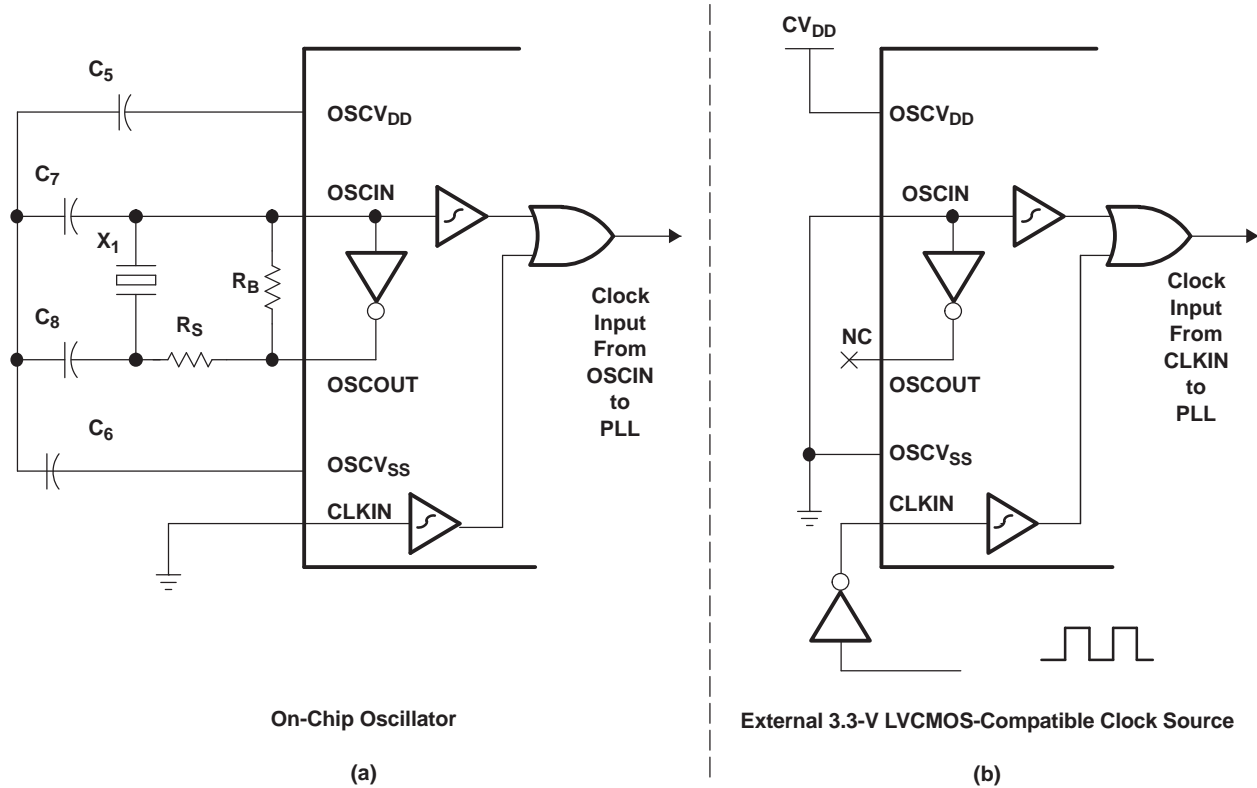 C5
OSCVDD
C7
OSCIN
X1
RB
C8
RS
OSCOUT
C6
OSCVSS
CLKIN
Clock
Input
From
OSCIN
to
PLL
On-Chip Oscillator
(a)
CVDD
OSCVDD
OSCIN
NC
OSCOUT
OSCVSS
CLKIN
Clock
Input
From
CLKIN
to
PLL
External 3.3-V LVCMOS-Compatible Clock Source
(b)